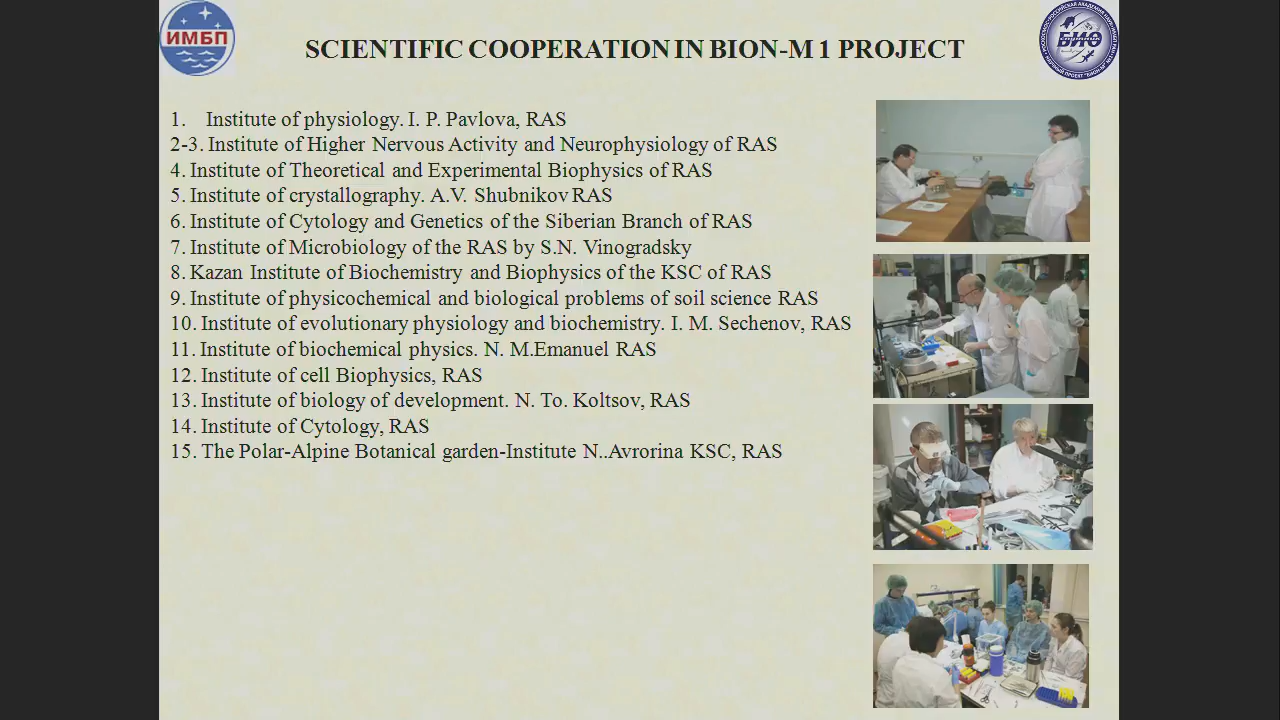 ИМБП
SCIENTIFIC COOPERATION IN BION-M 1 PROJECT
БИО
1. Institute of physiology. I. P. Pavlova, RAS
2-3. Institute of Higher Nervous Activity and Neurophysiology of RAS
4. Institute of Theoretical and Experimental Biophysics of RAS
5. Institute of crystallography. A.V. Shubnikov RAS
6. Institute of Cytology and Genetics of the Siberian Branch of RAS
7. Institute of Microbiology of the RAS by S.N. Vinogradsky
8. Kazan Institute of Biochemistry and Biophysics of the KSC of RAS
9. Institute of physicochemical and biological problems of soil science RAS
10. Institute of evolutionary physiology and biochemistry. I. M. Sechenov, RAS
11. Institute of biochemical physics. N. M.Emanuel RAS
12. Institute of cell Biophysics, RAS
13. Institute of biology of development. N. To. Koltsov, RAS
14. Institute of Cytology, RAS
15. The Polar-Alpine Botanical garden-Institute N..Avrorina KSC, RAS